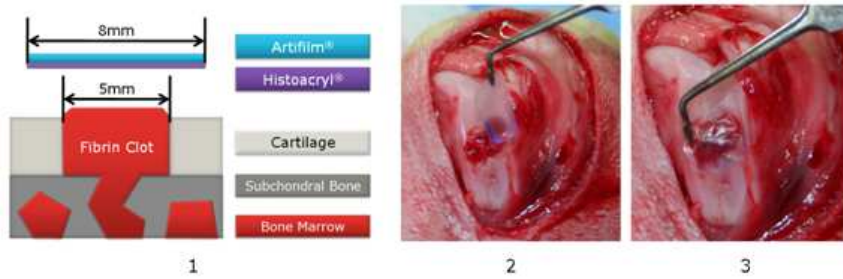 8mm
Artifilm®
Histoacryl®
5mm
Fibrin Clot
Cartilage
Subchondral Bone
Bone Marrow
1
2
3